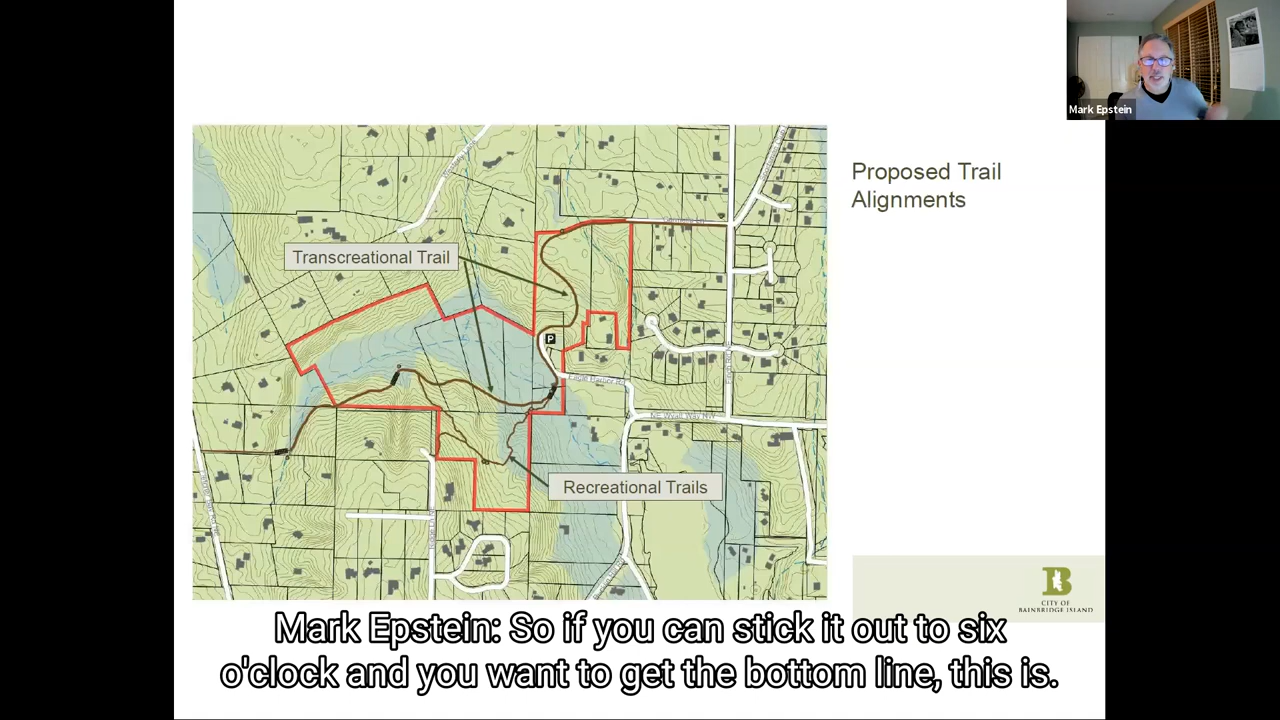 Mark Epstein
Proposed Trail
Alignments
Transcreational Trail
P
Recreational Trails
B
CITY OF
BAINBRIDGE ISLAND
Mark Epstein: So if you can stick it out to six
o'clock and you want to get the bottom line, this is.